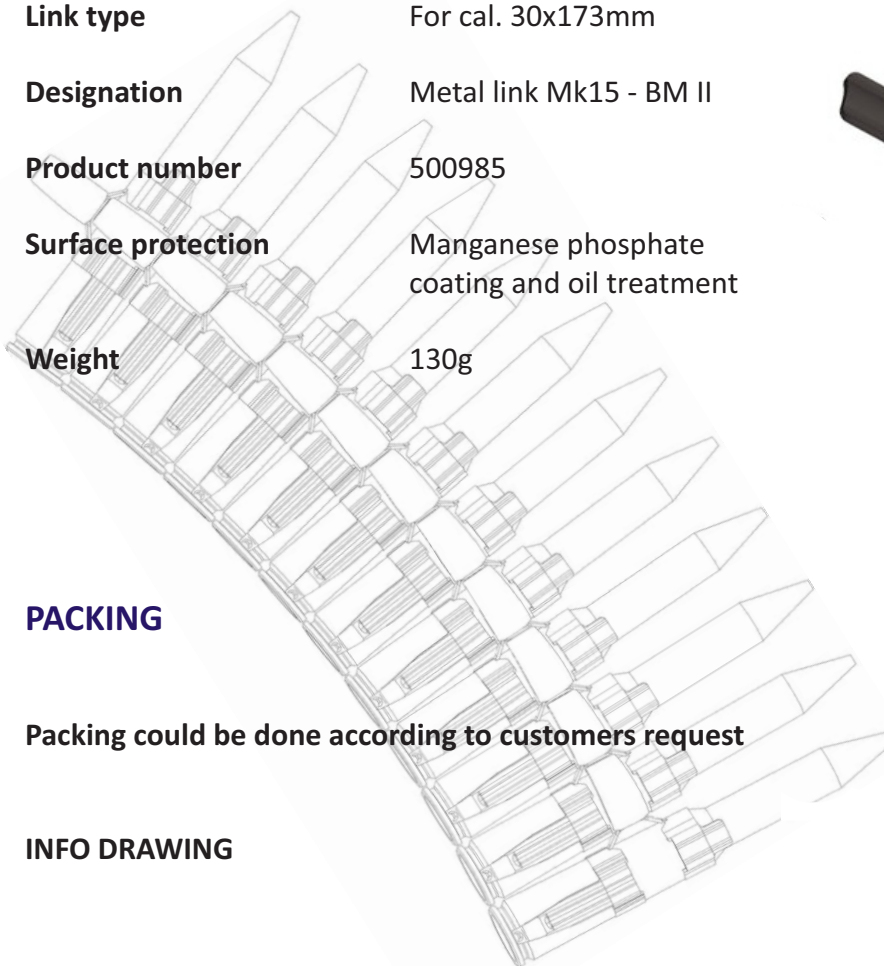 Link type For cal. 30x173mm
Designation Metal link Mk15 - BM II
Product number 500985
Surface protection Manganese phosphate
coating and oil treatment
Weight 130g
PACKING
Packing could be done according to customers request
INFO DRAWING